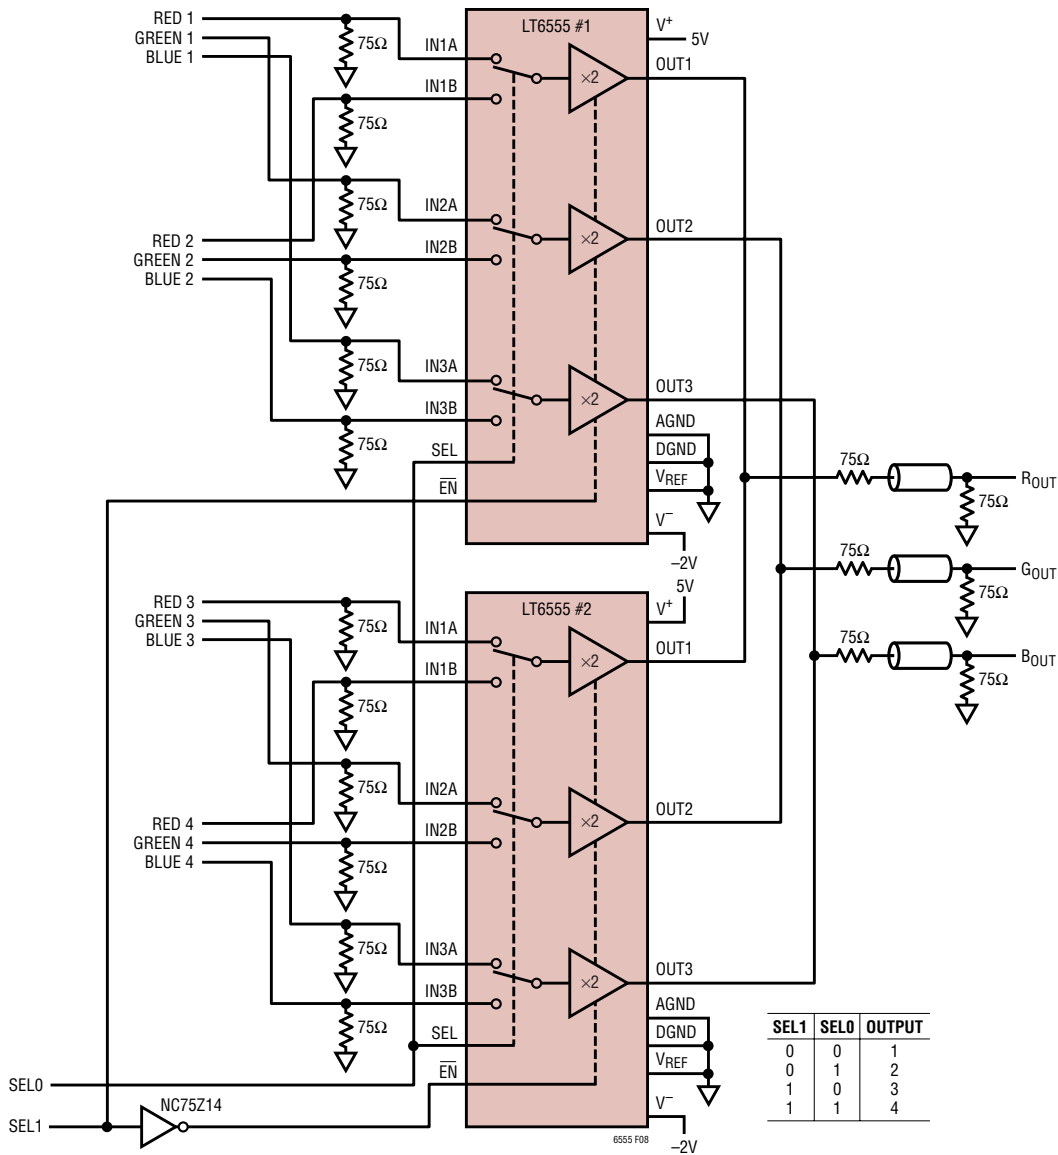 RED 1
GREEN 1
BLUE 1
75Ω
IN1A
IN1B
75Ω
75Ω
IN2A
RED 2
GREEN 2
BLUE 2
IN2B
75Ω
75Ω
IN3A
IN3B
75Ω
SEL
EN
LT6555 #1
×2
×2
×2
V+
5V
OUT1
OUT2
OUT3
AGND
DGND
VREF
V−
–2V
75Ω
ROUT
75Ω
75Ω
GOUT
75Ω
75Ω
BOUT
75Ω
RED 3
GREEN 3
BLUE 3
75Ω
IN1A
IN1B
75Ω
75Ω
IN2A
RED 4
GREEN 4
BLUE 4
IN2B
75Ω
75Ω
IN3A
IN3B
75Ω
SEL
EN
LT6555 #2
×2
×2
×2
5V
V+
OUT1
OUT2
OUT3
AGND
DGND
VREF
V−
–2V
SEL0
SEL1
NC75Z14
6555 F08
SEL1 SEL0 OUTPUT
0 0 1
0 1 2
1 0 3
1 1 4